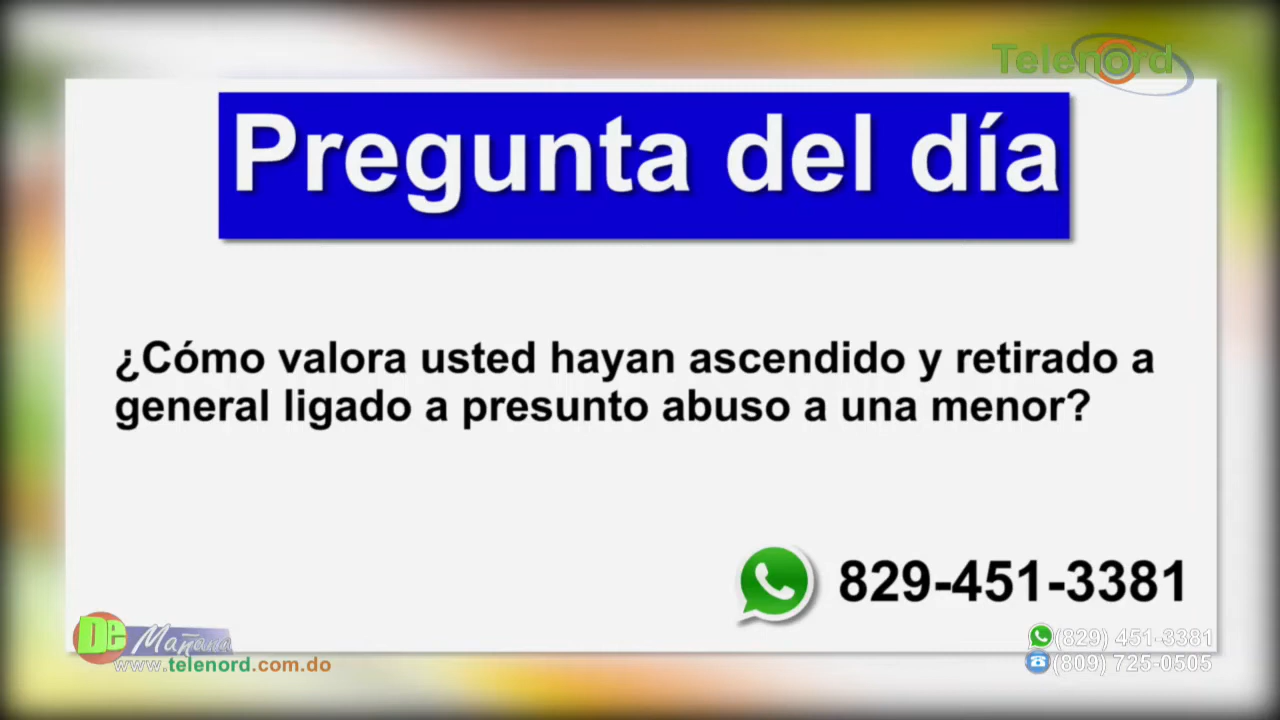 Telenord
Pregunta del día
¿Cómo valora usted hayan ascendido y retirado a
general ligado a presunto abuso a una menor?
829-451-3381
De Mañana
www.telenord.com.do
(829) 451-3381
(809) 725-0505